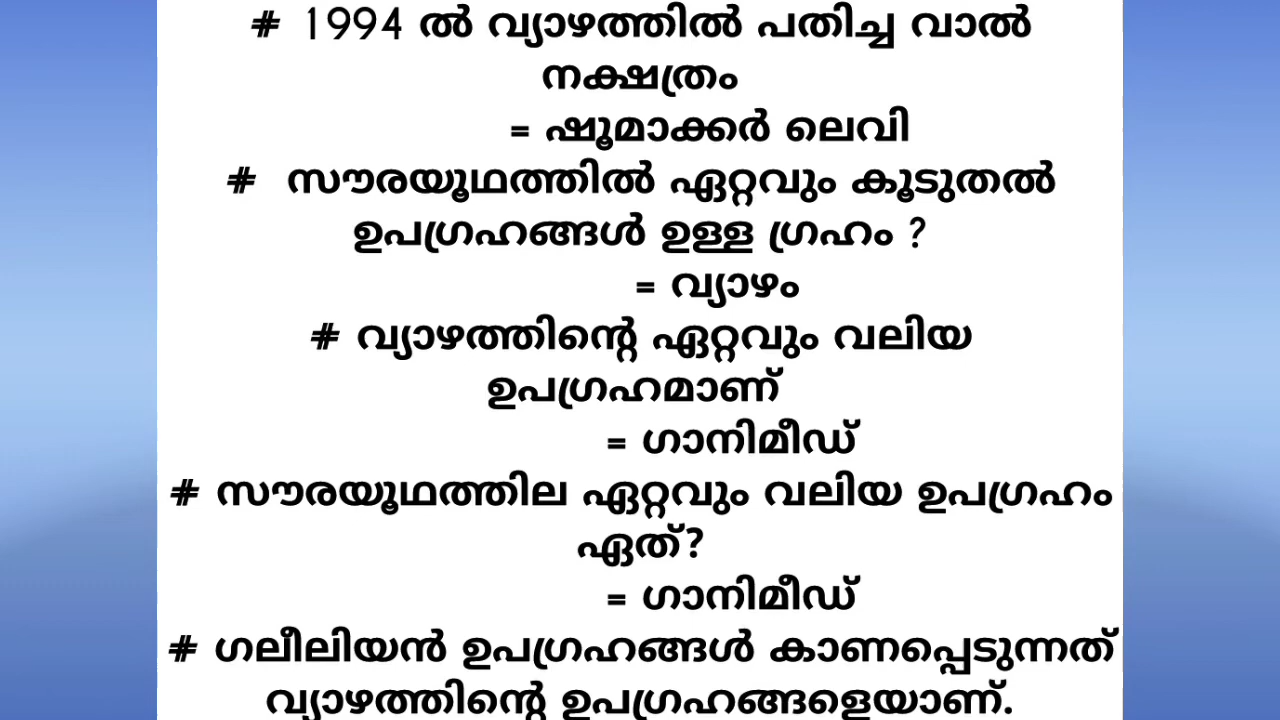 # 1994 ൽ വ്യാഴത്തിൽ പതിച്ച വാൽ
നക്ഷത്രം
= ഷൂമാക്കർ ലെവി
# സൗരയൂഥത്തിൽ ഏറ്റവും കൂടുതൽ
ഉപഗ്രഹങ്ങൾ ഉള്ള ഗ്രഹം ?
= വ്യാഴം
# വ്യാഴത്തിന്റെ ഏറ്റവും വലിയ
ഉപഗ്രഹമാണ്
= ഗാനിമീഡ്
# സൗരയൂഥത്തില ഏറ്റവും വലിയ ഉപഗ്രഹം
ഏത്?
= ഗാനിമീഡ്
# ഗലീലിയൻ ഉപഗ്രഹങ്ങൾ കാണപ്പെടുന്നത്
വ്യാഴത്തിന്റെ ഉപഗ്രഹങ്ങളെയാണ്.